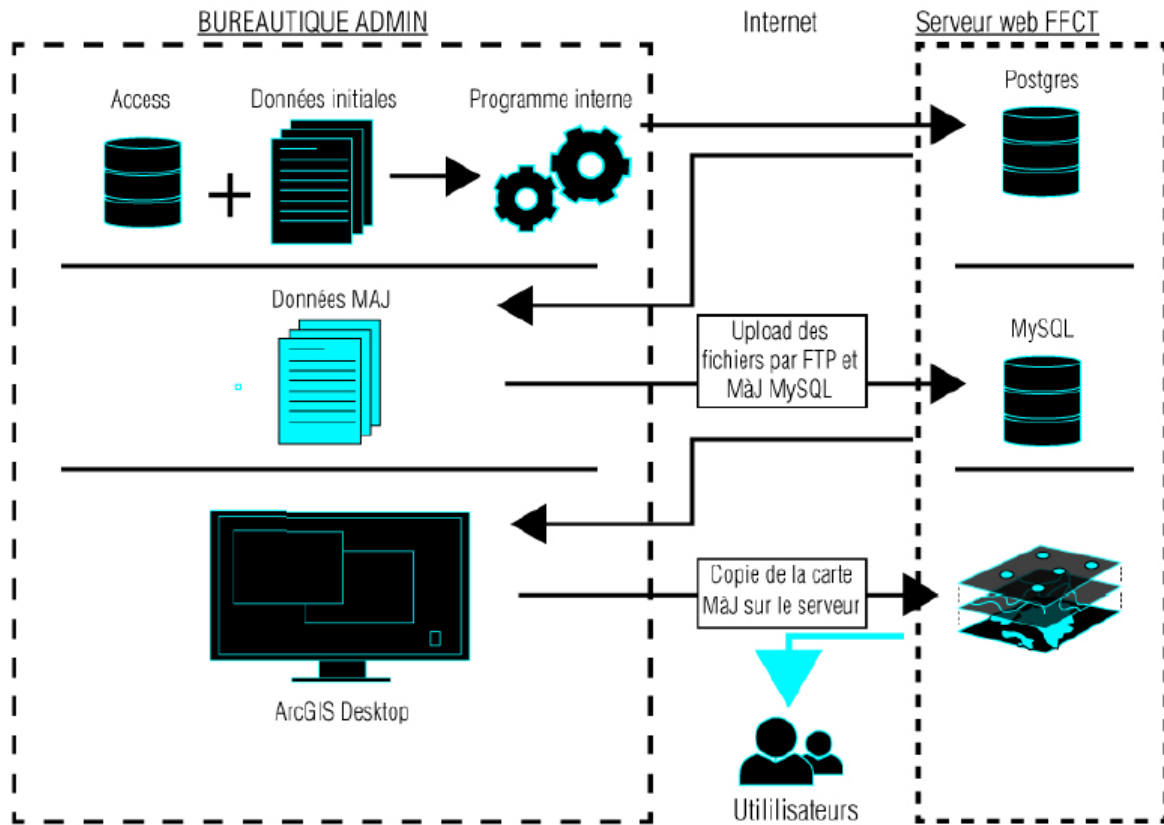 BUREAUTIQUE ADMIN
Internet
Serveur web FFCT
Access
Données initiales
Programme interne
Postgres
Données MAJ
Upload des
fichiers par FTP et
MàJ MySQL
MySQL
Copie de la carte
MàJ sur le serveur
ArcGIS Desktop
Utililisateurs